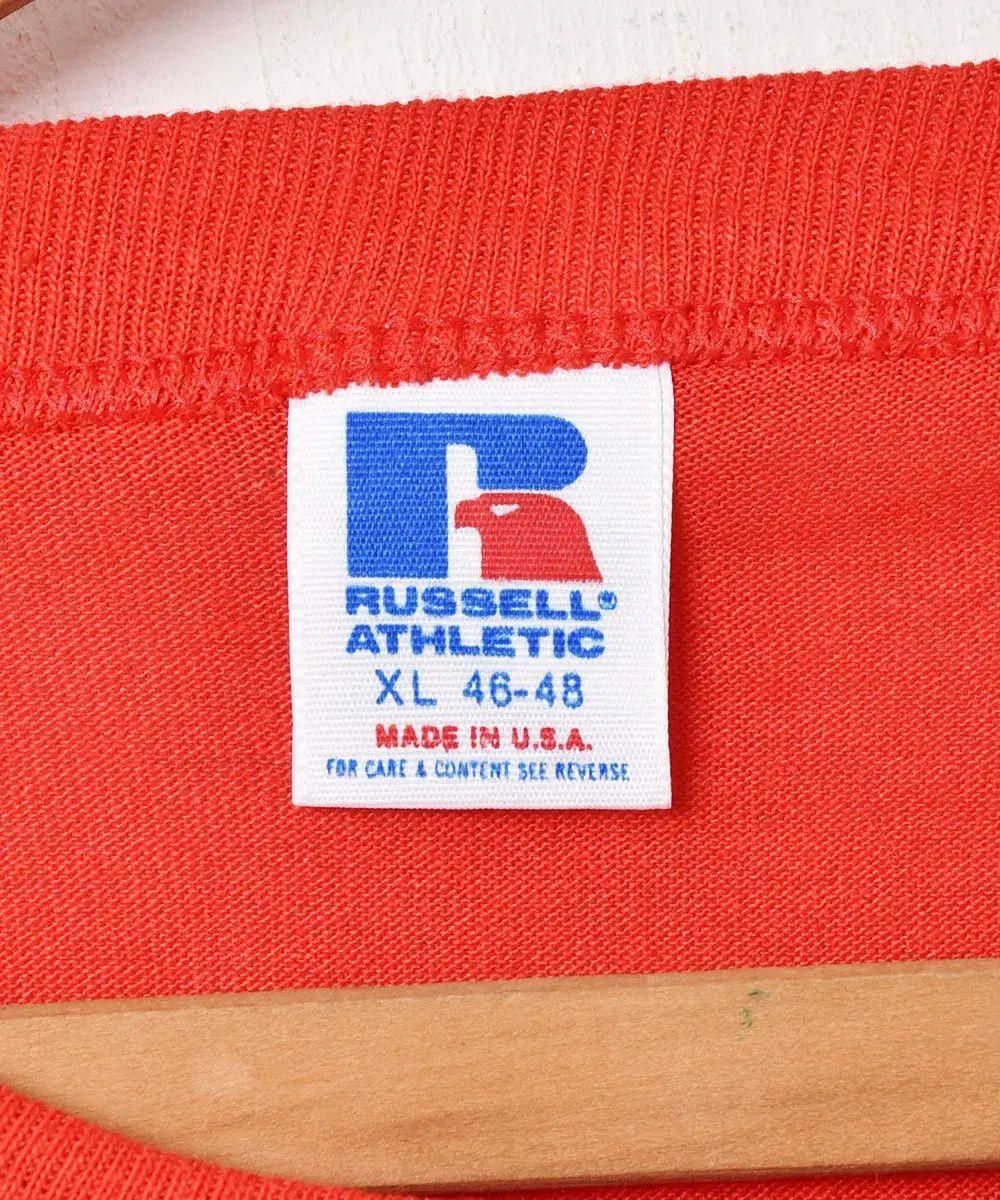 R
RUSSELL®
ATHLETIC
XL 46-48
MADE IN U.S.A.
FOR CARE & CONTENT SEE REVERSE